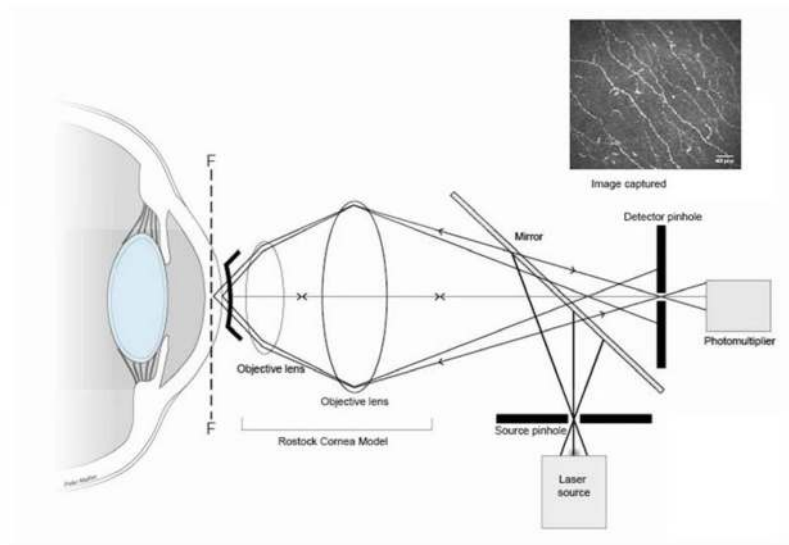 Image captured
Detector pinhole
F
Mirror
Photomultiplier
Objective lens
Objective lens
F
Source pinhole
Rostock Cornea Model
Laser
source